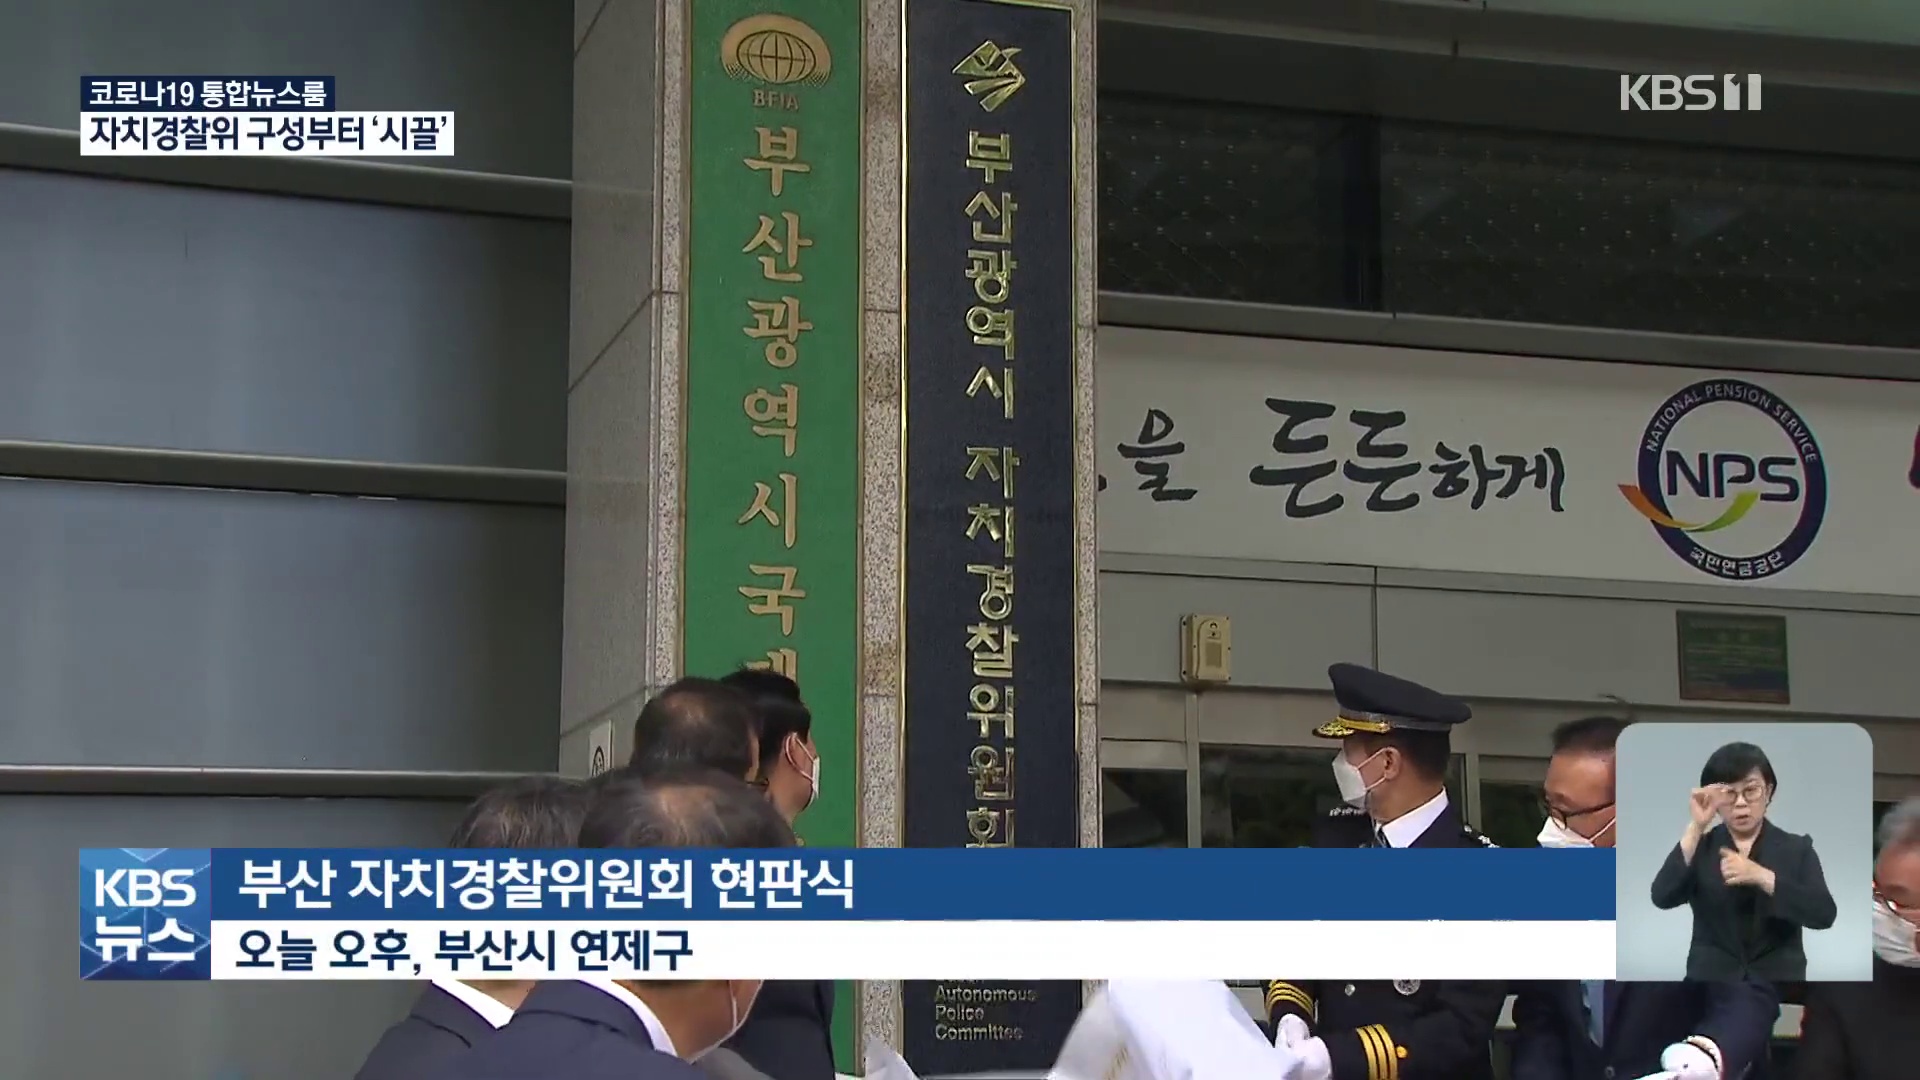 코로나19 통합뉴스룸
자치경찰위 구성부터 ‘시끌’
KBS 1
BFIA
부산광역시국제
부산광역시 자치경찰위원회
Autonomous
Police
Committee
을 든든하게
NATIONAL PENSION SERVICE
NPS
국민연금공단
KBS
뉴스
부산 자치경찰위원회 현판식
오늘 오후, 부산시 연제구